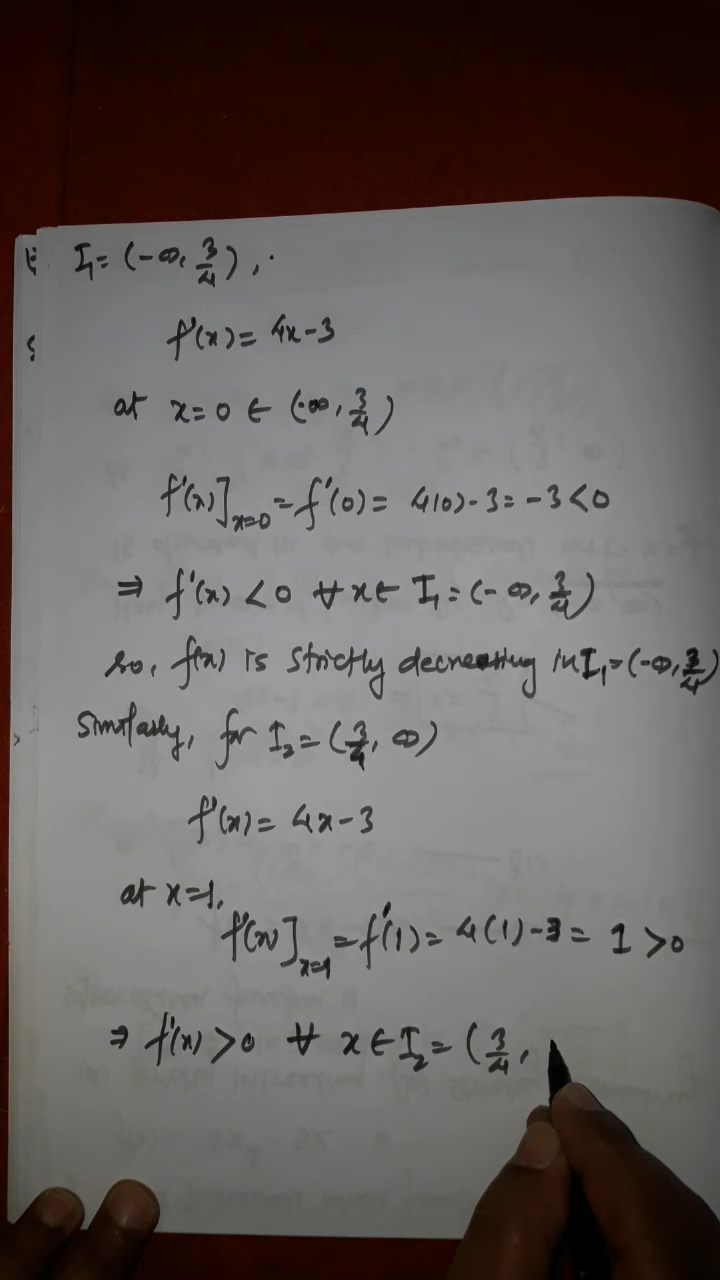 I₁ = (-∞, 3/4),.
f'(x) = 4x-3
at x=0 ∈ (-∞, 3/4)
f'(x)]ₓ₌₀ = f'(0) = 4(0)-3 = -3 < 0
⇒ f'(x) < 0 ∀ x ∈ I₁ = (-∞, 3/4)
so, f(x) is strictly decreasing in I₁ = (-∞, 3/4)
Similarly, for I₂ = (3/4, ∞)
f'(x) = 4x-3
at x=1,
f'(x)]ₓ₌₁ = f'(1) = 4(1)-3 = 1 > 0
⇒ f'(x) > 0 ∀ x ∈ I₂ = (3/4,